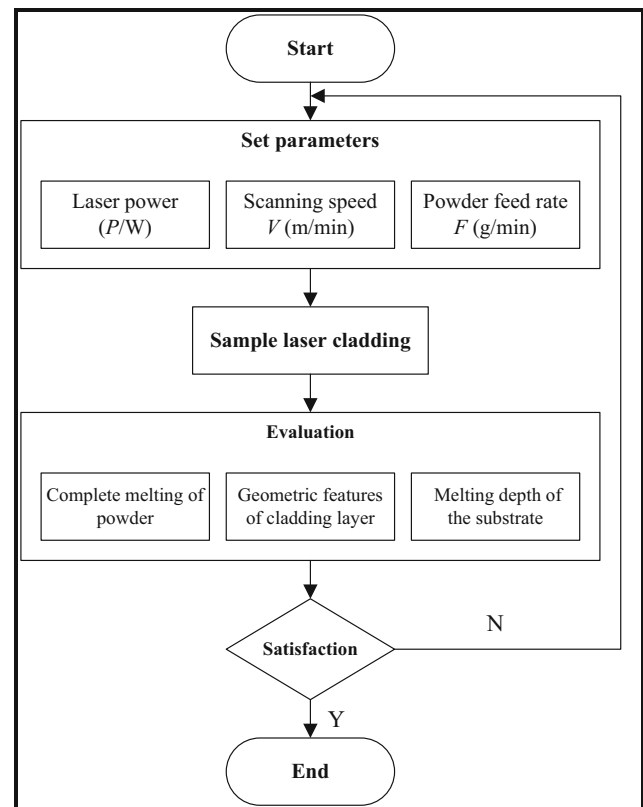 Start
Set parameters
Laser power
(P/W)
Scanning speed
V (m/min)
Powder feed rate
F (g/min)
Sample laser cladding
Evaluation
Complete melting of
powder
Geometric features
of cladding layer
Melting depth of
the substrate
Satisfaction
N
Y
End